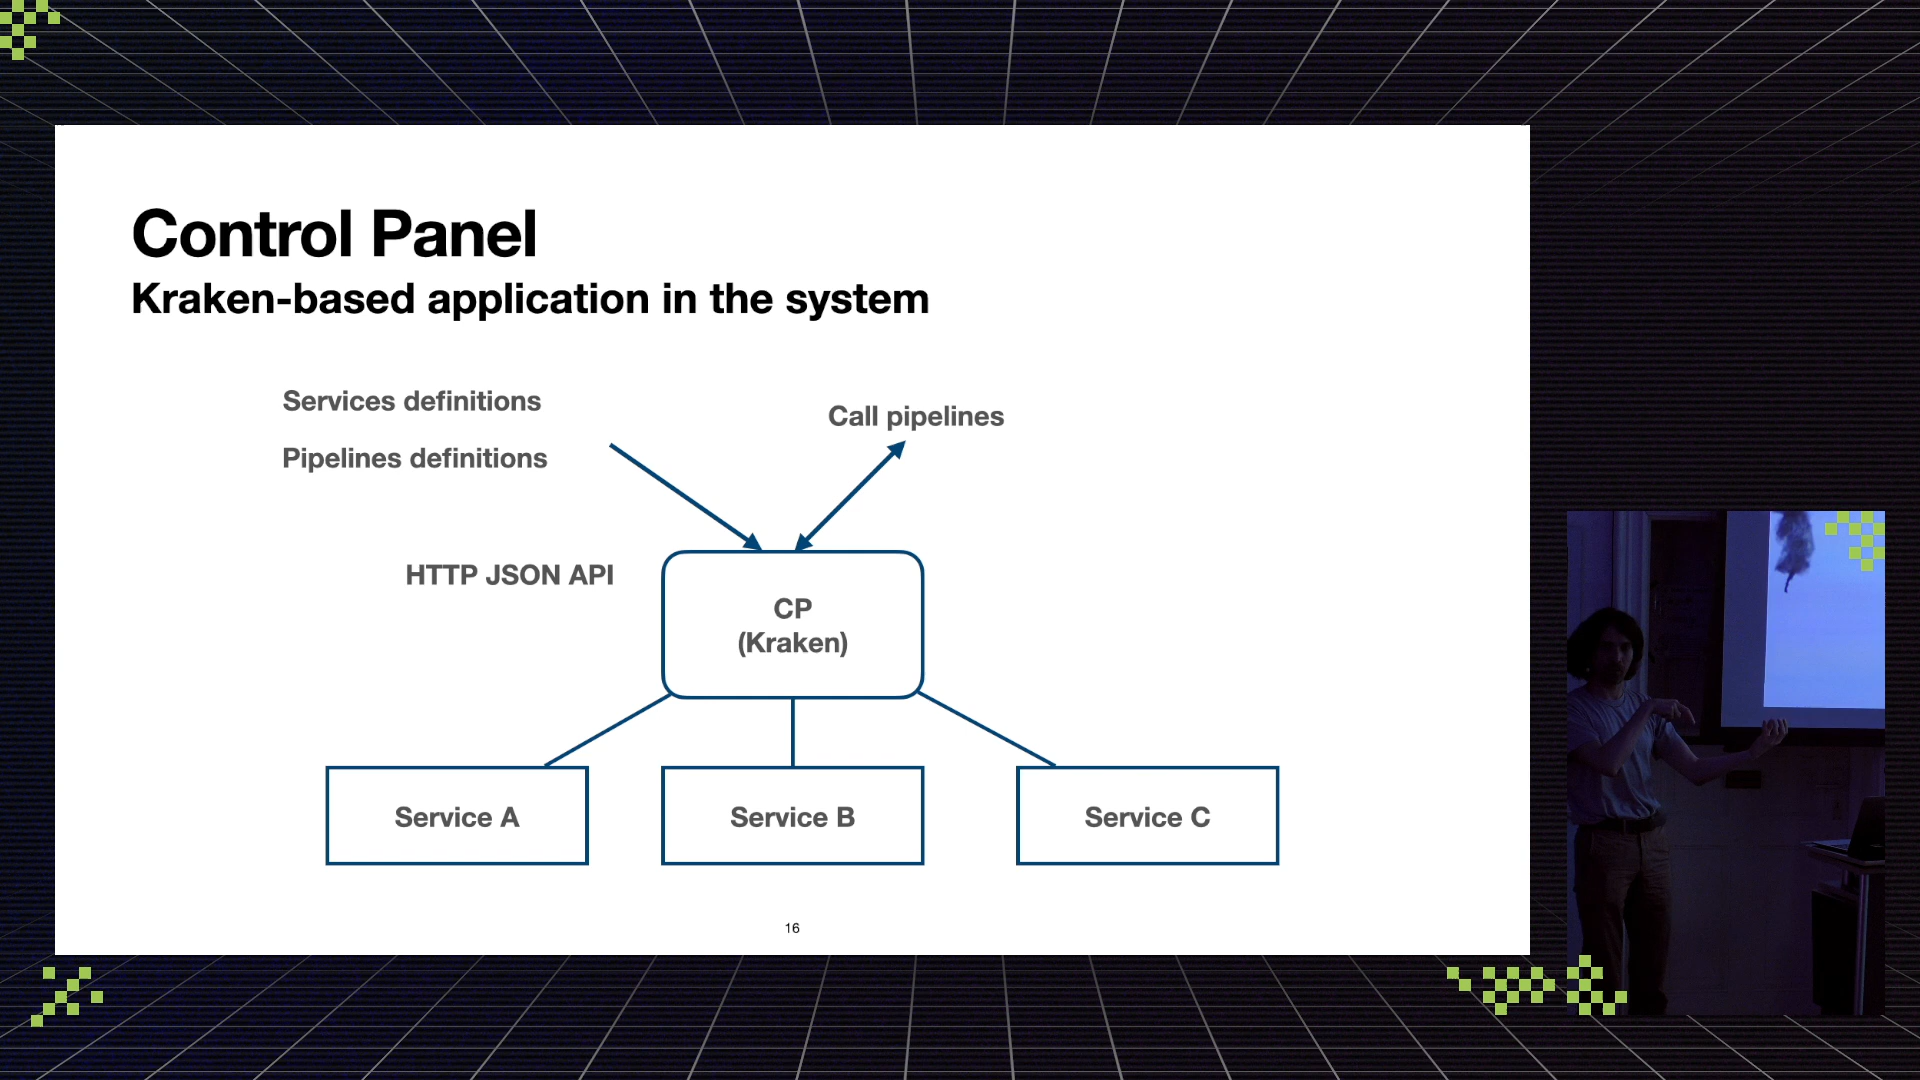 Control Panel
Kraken-based application in the system
Services definitions
Call pipelines
Pipelines definitions
HTTP JSON API
CP
(Kraken)
Service A
Service B
Service C
16